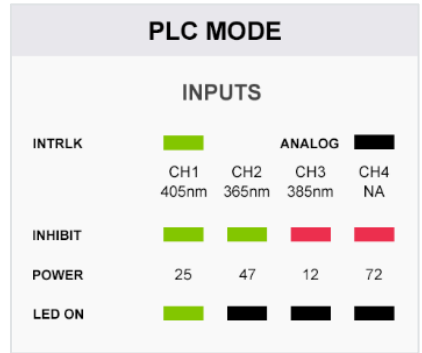 PLC MODE
INPUTS
INTRLK ANALOG
CH1 CH2 CH3 CH4
405nm 365nm 385nm NA
INHIBIT
POWER 25 47 12 72
LED ON